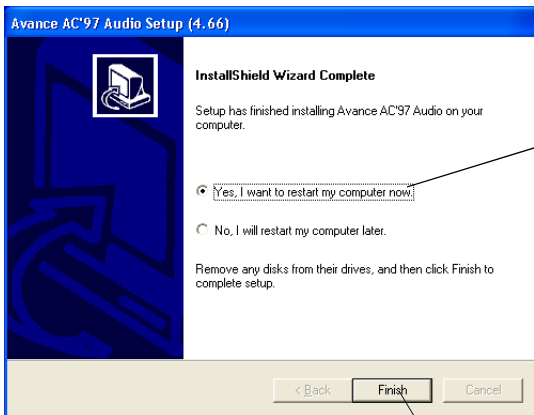 Avance AC'97 Audio Setup (4.66)
InstallShield Wizard Complete
Setup has finished installing Avance AC'97 Audio on your
computer.
Yes, I want to restart my computer now.
No, I will restart my computer later.
Remove any disks from their drives, and then click Finish to
complete setup.
< Back
Finish
Cancel